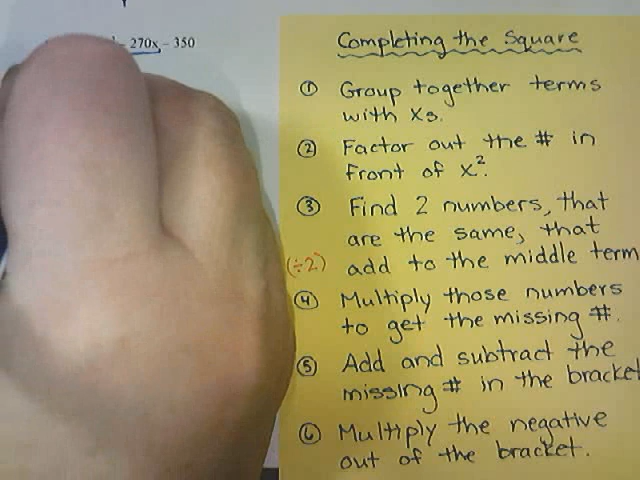 - 270x - 350
Completing the Square
① Group together terms
with xs.
② Factor out the # in
front of x².
③ Find 2 numbers, that
are the same, that
(÷2) add to the middle term
④ Multiply those numbers
to get the missing #.
⑤ Add and subtract the
missing # in the bracket
⑥ Multiply the negative
out of the bracket.